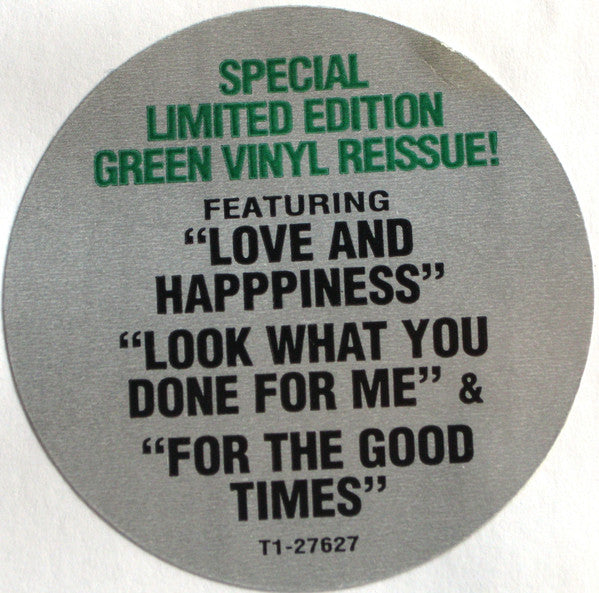 SPECIAL
LIMITED EDITION
GREEN VINYL REISSUE!
FEATURING
“LOVE AND
HAPPPINESS”
“LOOK WHAT YOU
DONE FOR ME” &
“FOR THE GOOD
TIMES”
T1-27627